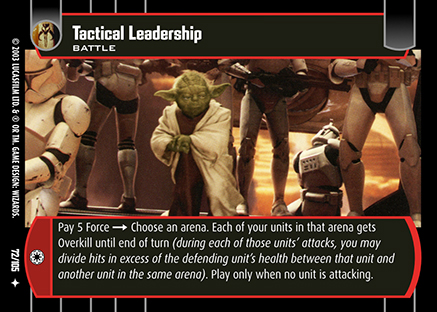 Tactical Leadership
BATTLE
© 2003 LUCASFILM LTD. & ® OR TM. GAME DESIGN: WIZARDS.
72/105
Pay 5 Force → Choose an arena. Each of your units in that arena gets
Overkill until end of turn (during each of those units' attacks, you may
divide hits in excess of the defending unit's health between that unit and
another unit in the same arena). Play only when no unit is attacking.